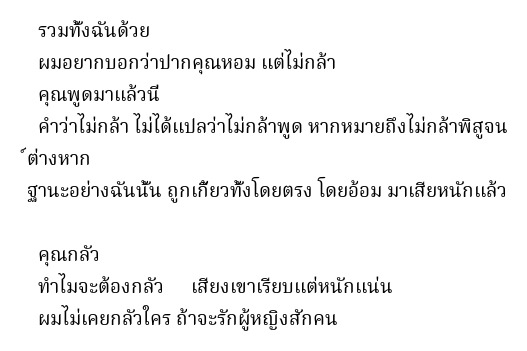 รวมทั้งฉันด้วย
ผมอยากบอกว่าปากคุณหอม แต่ไม่กล้า
คุณพูดมาแล้วนี่
คำว่าไม่กล้า ไม่ได้แปลว่าไม่กล้าพูด หากหมายถึงไม่กล้าพิสูจน
์ต่างหาก
ฐานะอย่างฉันนั้น ถูกเกี้ยวทั้งโดยตรง โดยอ้อม มาเสียหนักแล้ว
คุณกลัว
ทำไมจะต้องกลัว เสียงเขาเรียบแต่หนักแน่น
ผมไม่เคยกลัวใคร ถ้าจะรักผู้หญิงสักคน